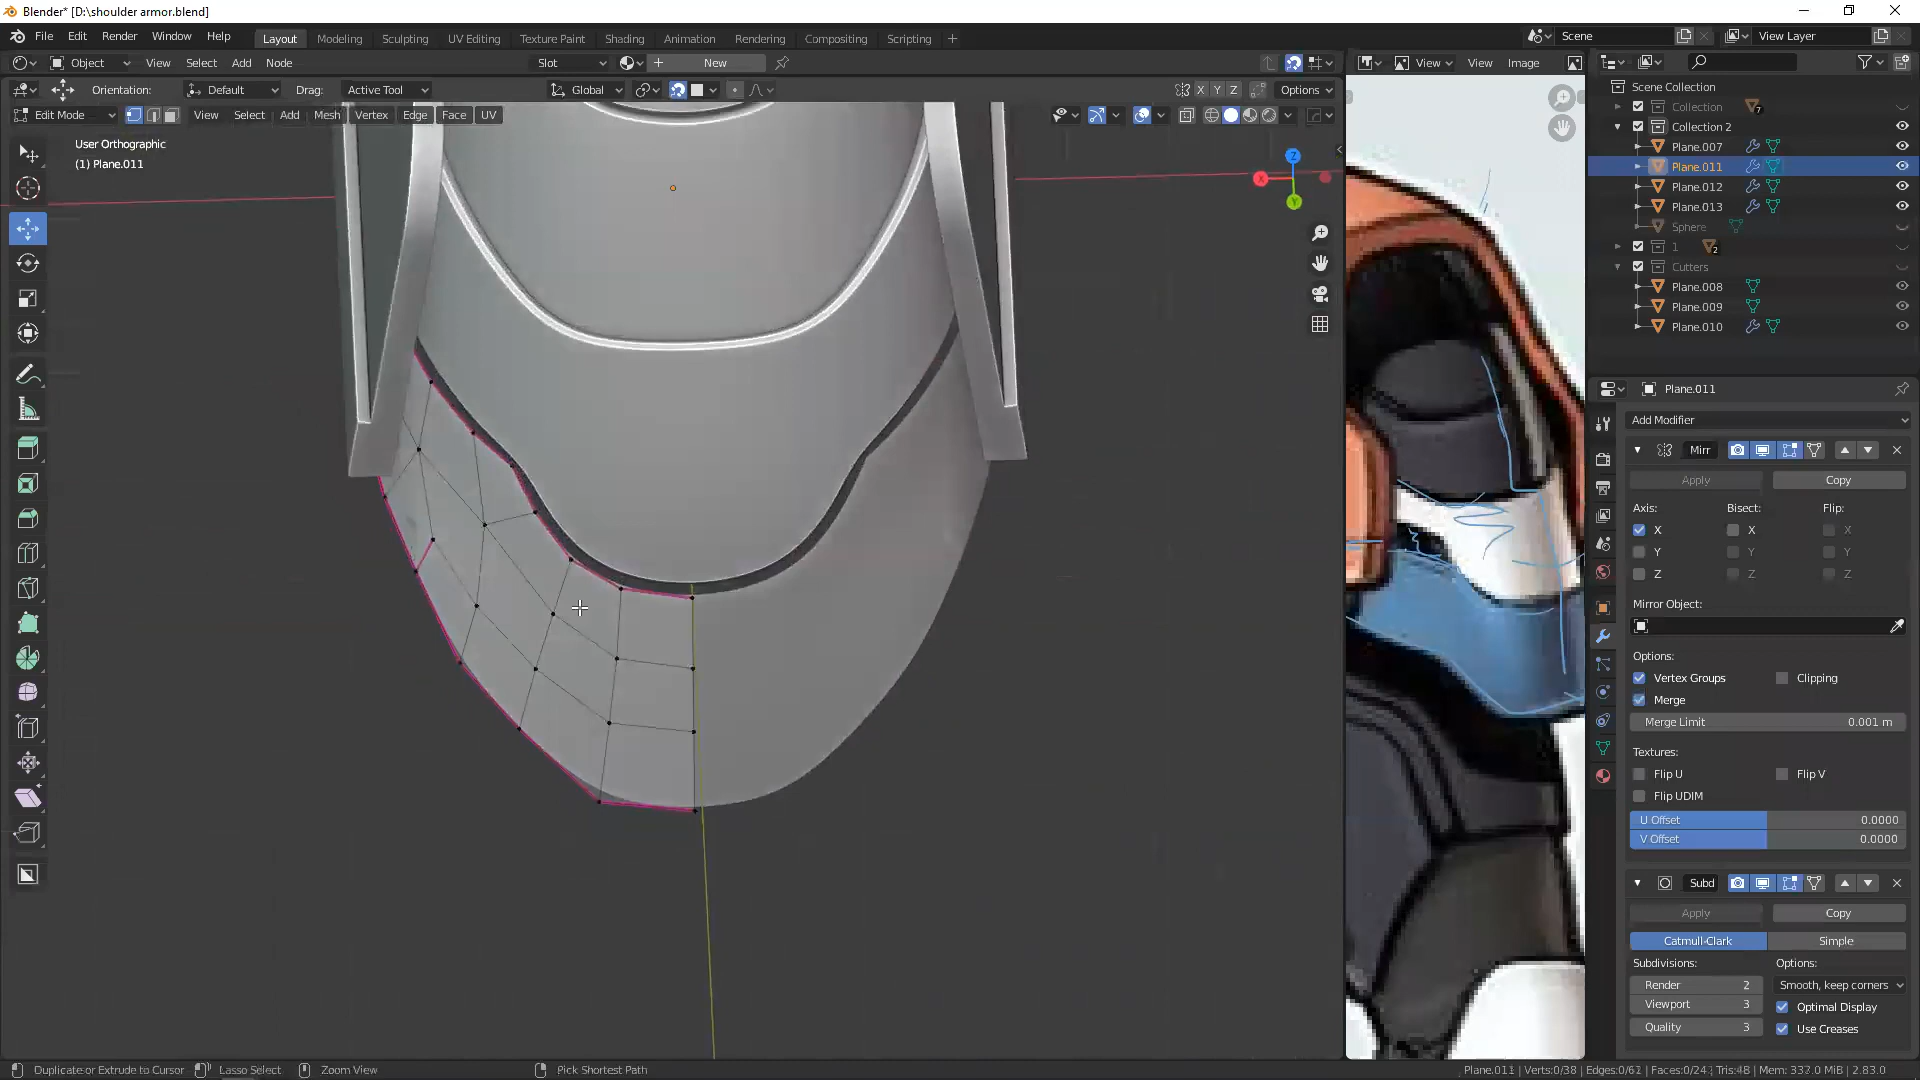 Blender* [D:\shoulder armor.blend]
File Edit Render Window Help
Layout Modeling Sculpting UV Editing Texture Paint Shading Animation Rendering Compositing Scripting +
Scene
View Layer
Object View Select Add Node
Slot
New
View View Image
Orientation: Default Drag: Active Tool
Global
X Y Z
Options
Edit Mode View Select Add Mesh Vertex Edge Face UV
User Orthographic
(1) Plane.011
Z
X
Y
Scene Collection
Collection 7
Collection 2
Plane.007
Plane.011
Plane.012
Plane.013
Sphere
1 2
Cutters
Plane.008
Plane.009
Plane.010
Plane.011
Add Modifier
Mirr
Apply Copy
Axis: Bisect: Flip:
X X X
Y Y Y
Z Z Z
Mirror Object:
Options:
Vertex Groups Clipping
Merge
Merge Limit 0.001 m
Textures:
Flip U Flip V
Flip UDIM
U Offset 0.0000
V Offset 0.0000
Subd
Apply Copy
Catmull-Clark Simple
Subdivisions: Options:
Render 2 Smooth, keep corners
Viewport 3 Optimal Display
Quality 3 Use Creases
Duplicate or Extrude to Cursor Lasso Select Zoom View Pick Shortest Path
Plane.011 | Verts:0/38 | Edges:0/61 | Faces:0/24 | Tris:48 | Mem: 337.0 MiB | 2.83.0